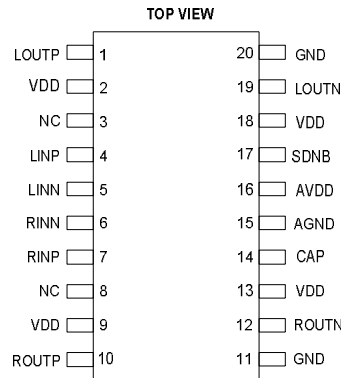 TOP VIEW
LOUTP 1 20 GND
VDD 2 19 LOUTN
NC 3 18 VDD
LINP 4 17 SDNB
LINN 5 16 AVDD
RINN 6 15 AGND
RINP 7 14 CAP
NC 8 13 VDD
VDD 9 12 ROUTN
ROUTP 10 11 GND